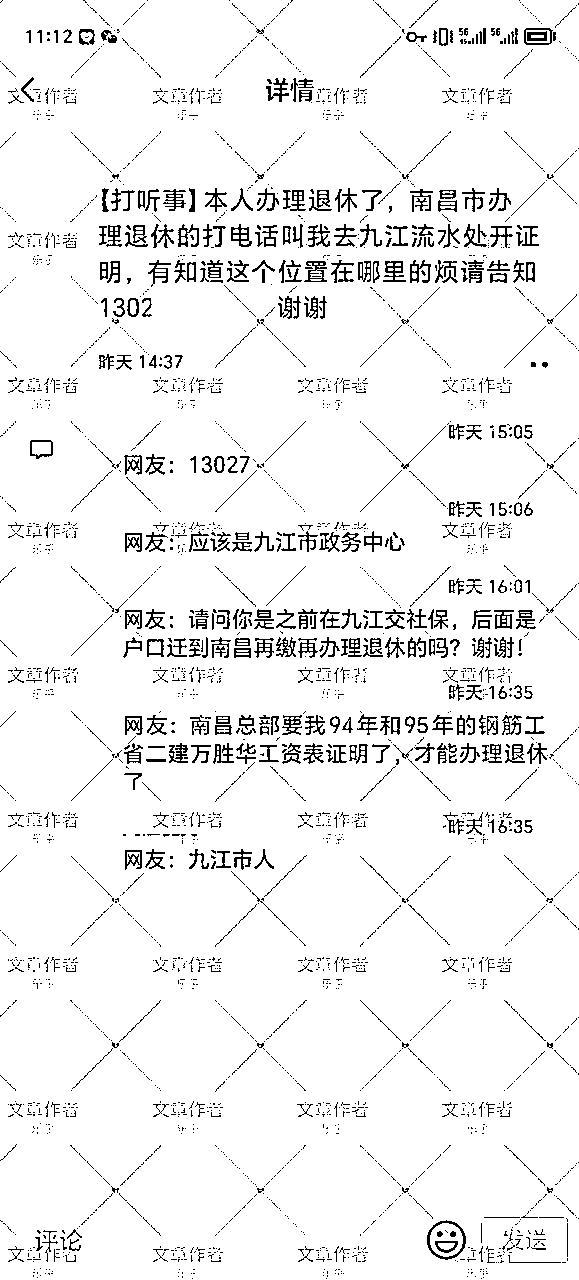 11:12
详情
【打听事】本人办理退休了，南昌市办
理退休的打电话叫我去九江流水处开证
明，有知道这个位置在哪里的烦请告知
1302 谢谢
昨天 14:37
昨天 15:05
网友：13027
昨天 15:06
网友：应该是九江市政务中心
昨天 16:01
网友：请问你是之前在九江交社保，后面是
户口迁到南昌再缴再办理退休的吗？谢谢！
昨天 16:35
网友：南昌总部要我94年和95年的钢筋工
省二建万胜华工资表证明了，才能办理退休
了
昨天 16:35
网友：九江市人
评论
发送
文章作者